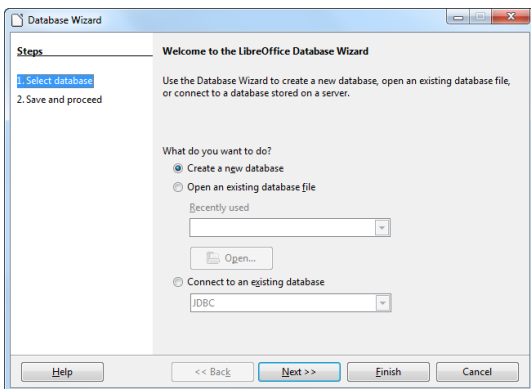 Database Wizard
Steps
1. Select database
2. Save and proceed
Welcome to the LibreOffice Database Wizard
Use the Database Wizard to create a new database, open an existing database file,
or connect to a database stored on a server.
What do you want to do?
Create a new database
Open an existing database file
Recently used
Open...
Connect to an existing database
JDBC
Help
<< Back
Next >>
Finish
Cancel